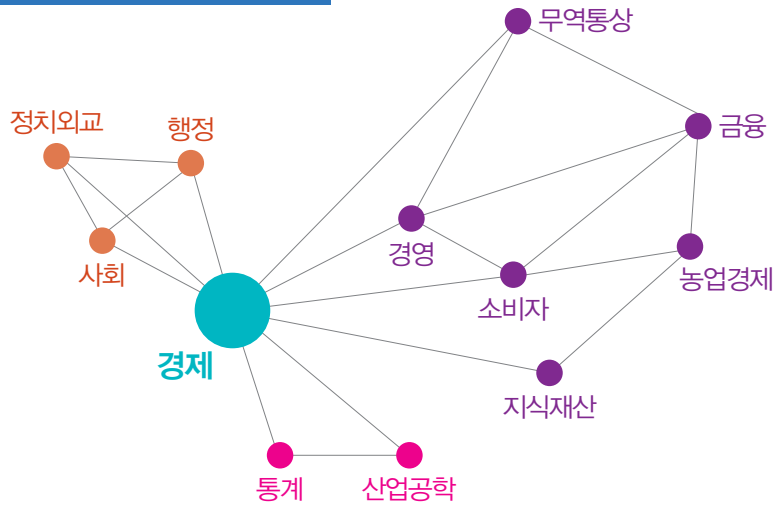 무역통상
정치외교
행정
금융
경영
사회
농업경제
소비자
경제
지식재산
통계
산업공학